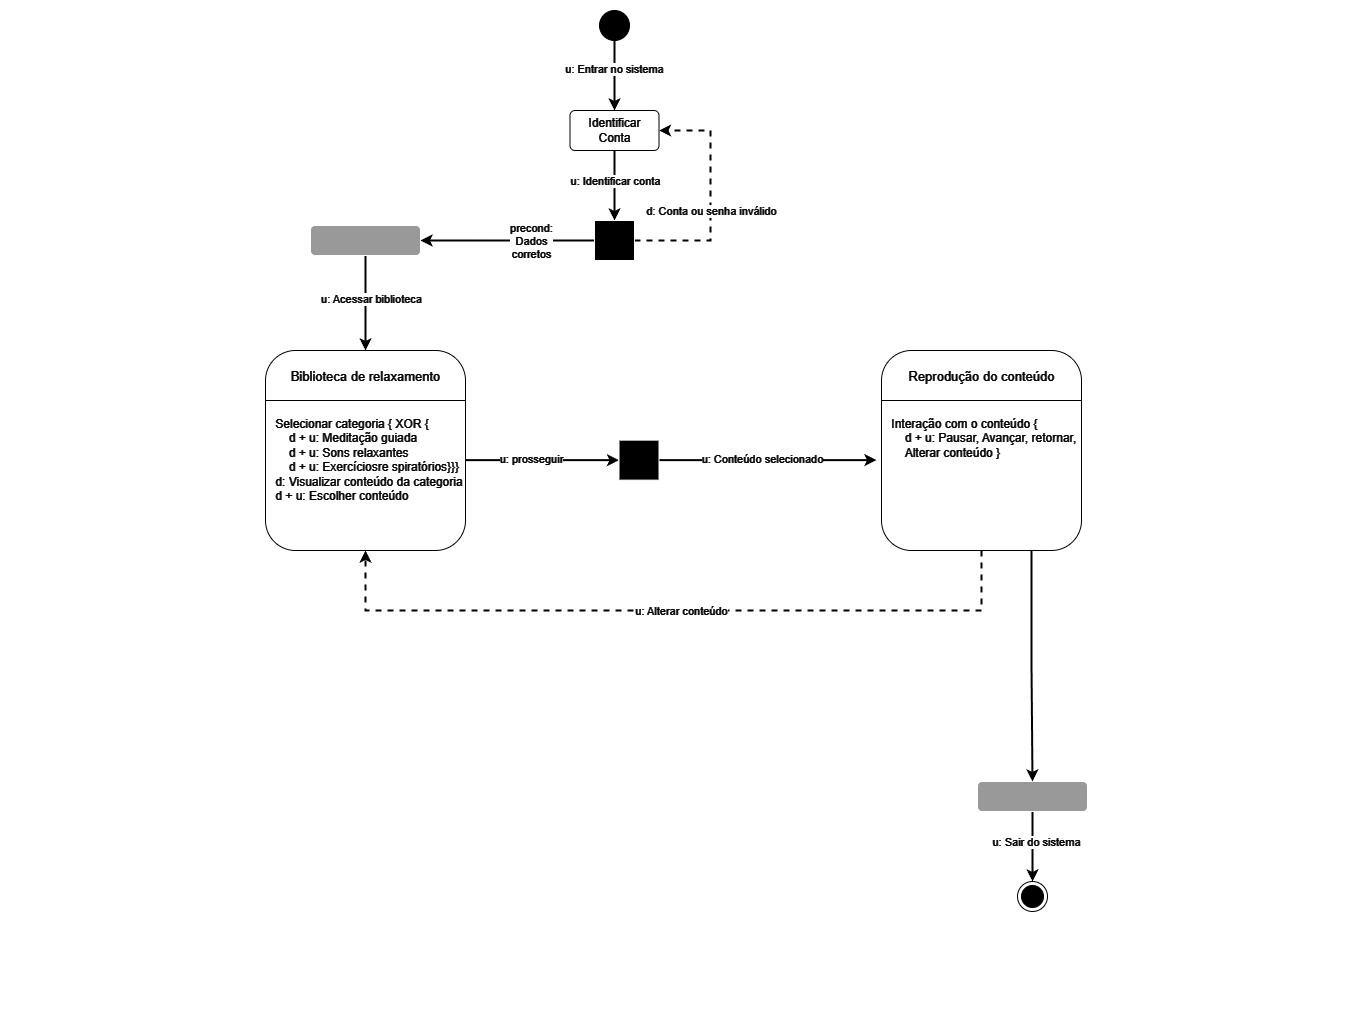 u: Entrar no sistema
Identificar
Conta
u: Identificar conta
d: Conta ou senha inválido
precond:
Dados
corretos
u: Acessar biblioteca
Biblioteca de relaxamento
Selecionar categoria { XOR {
d + u: Meditação guiada
d + u: Sons relaxantes
d + u: Exercíciosre spiratórios}}}
d: Visualizar conteúdo da categoria
d + u: Escolher conteúdo
u: prosseguir
u: Conteúdo selecionado
Reprodução do conteúdo
Interação com o conteúdo {
d + u: Pausar, Avançar, retornar,
Alterar conteúdo }
u: Alterar conteúdo
u: Sair do sistema